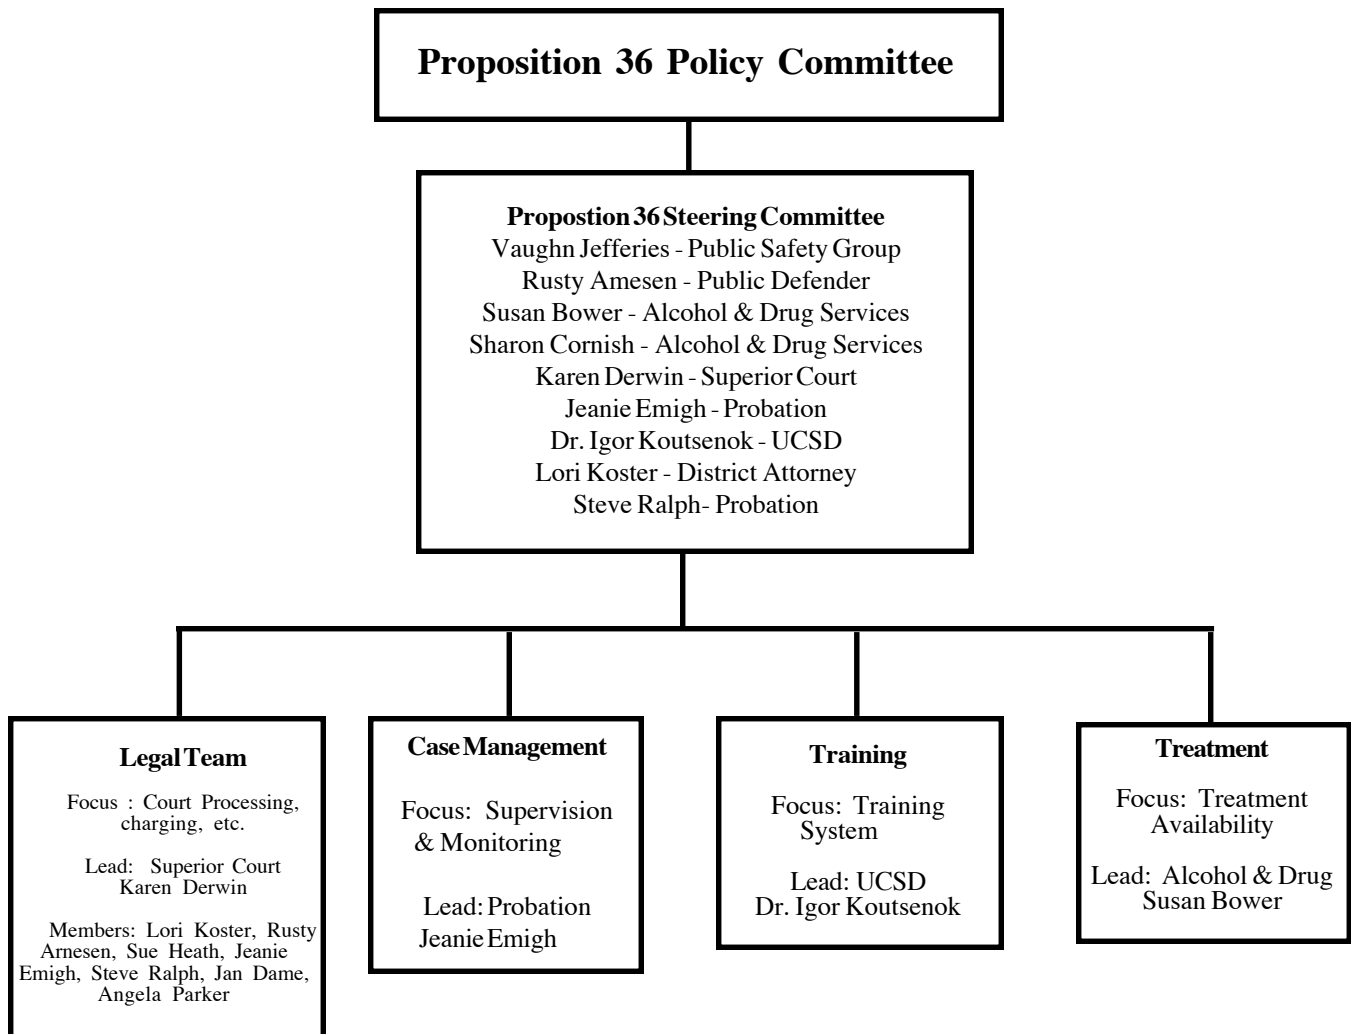 Proposition 36 Policy Committee
Propostion 36 Steering Committee
Vaughn Jefferies - Public Safety Group
Rusty Amesen - Public Defender
Susan Bower - Alcohol & Drug Services
Sharon Cornish - Alcohol & Drug Services
Karen Derwin - Superior Court
Jeanie Emigh - Probation
Dr. Igor Koutsenok - UCSD
Lori Koster - District Attorney
Steve Ralph- Probation
Legal Team
Focus : Court Processing,
charging, etc.
Lead: Superior Court
Karen Derwin
Members: Lori Koster, Rusty
Arnesen, Sue Heath, Jeanie
Emigh, Steve Ralph, Jan Dame,
Angela Parker
Case Management
Focus: Supervision
& Monitoring
Lead: Probation
Jeanie Emigh
Training
Focus: Training
System
Lead: UCSD
Dr. Igor Koutsenok
Treatment
Focus: Treatment
Availability
Lead: Alcohol & Drug
Susan Bower